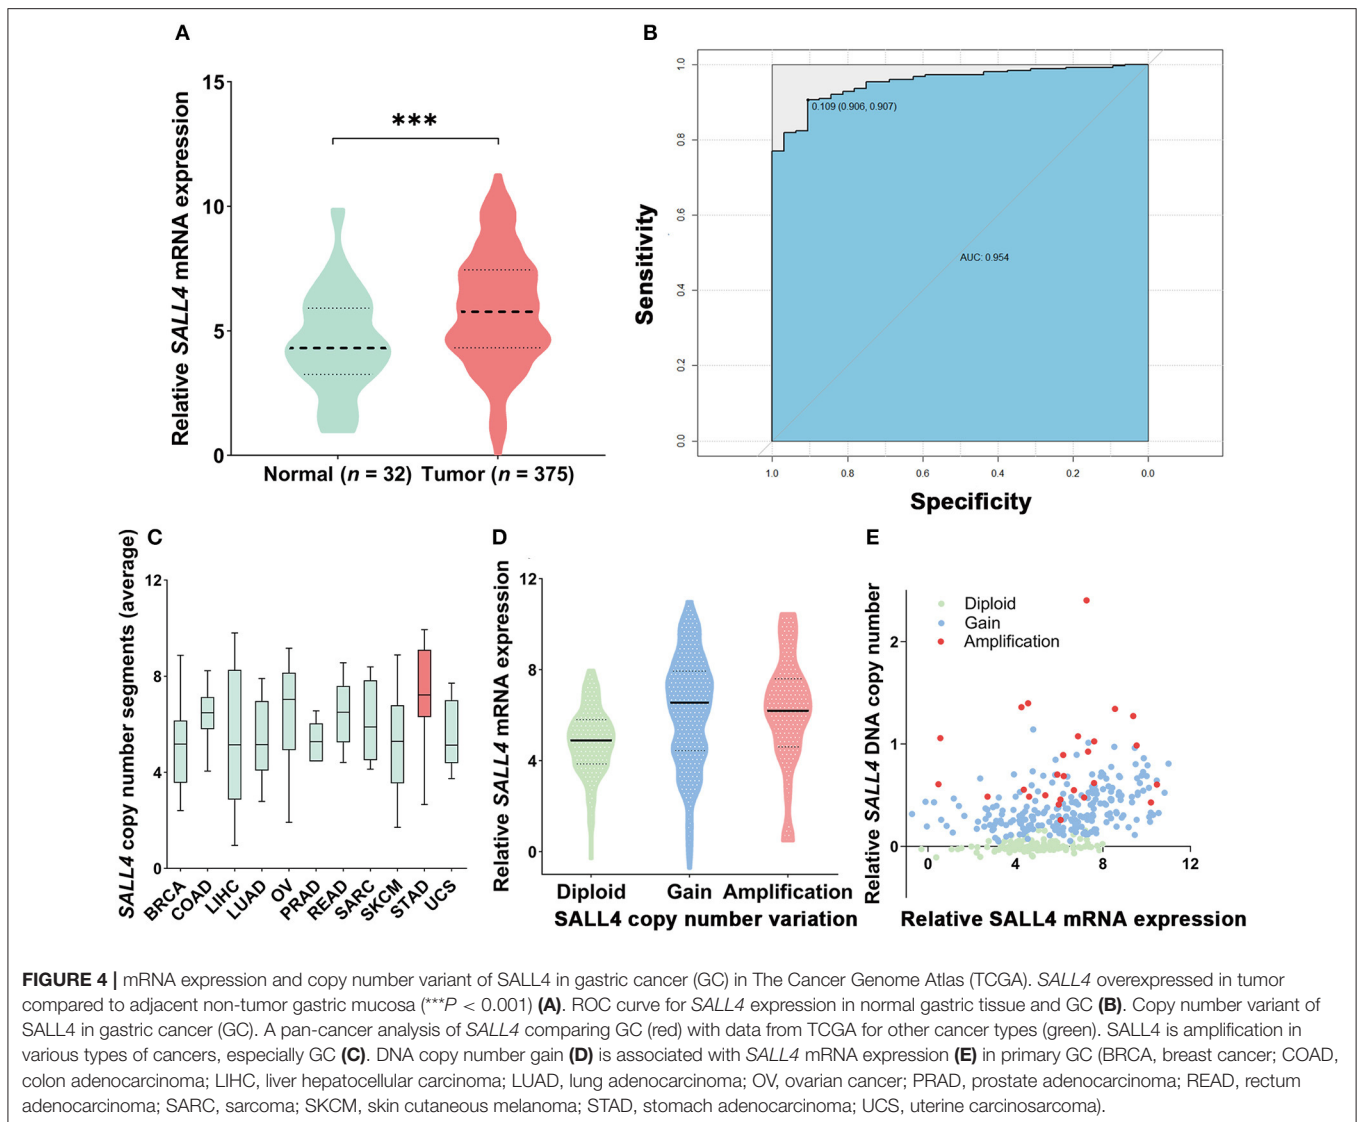 A
Relative SALL4 mRNA expression
15
10
5
0
***
Normal (n = 32) Tumor (n = 375)
B
Sensitivity
1.0
0.8
0.6
0.4
0.2
0.0
0.109 (0.906, 0.907)
AUC: 0.954
1.0 0.8 0.6 0.4 0.2 0.0
Specificity
C
SALL4 copy number segments (average)
12
8
4
0
BRCA COAD LIHC LUAD OV PRAD READ SARC SKCM STAD UCS
D
Relative SALL4 mRNA expression
12
8
4
0
Diploid Gain Amplification
SALL4 copy number variation
E
Relative SALL4 DNA copy number
2
1
0
Diploid
Gain
Amplification
0 4 8 12
Relative SALL4 mRNA expression
FIGURE 4 | mRNA expression and copy number variant of SALL4 in gastric cancer (GC) in The Cancer Genome Atlas (TCGA). SALL4 overexpressed in tumor
compared to adjacent non-tumor gastric mucosa (***P < 0.001) (A). ROC curve for SALL4 expression in normal gastric tissue and GC (B). Copy number variant of
SALL4 in gastric cancer (GC). A pan-cancer analysis of SALL4 comparing GC (red) with data from TCGA for other cancer types (green). SALL4 is amplification in
various types of cancers, especially GC (C). DNA copy number gain (D) is associated with SALL4 mRNA expression (E) in primary GC (BRCA, breast cancer; COAD,
colon adenocarcinoma; LIHC, liver hepatocellular carcinoma; LUAD, lung adenocarcinoma; OV, ovarian cancer; PRAD, prostate adenocarcinoma; READ, rectum
adenocarcinoma; SARC, sarcoma; SKCM, skin cutaneous melanoma; STAD, stomach adenocarcinoma; UCS, uterine carcinosarcoma).